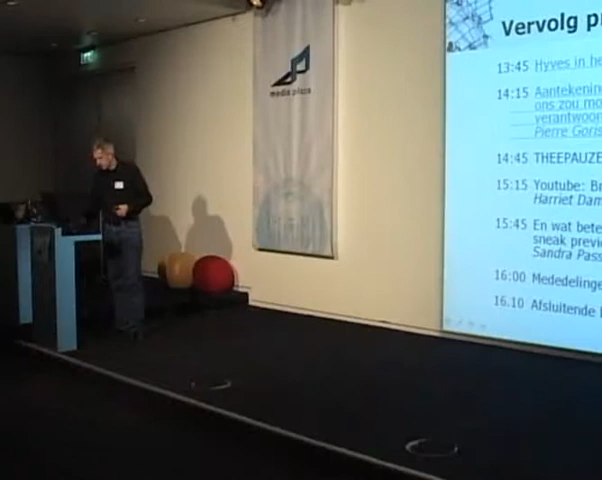 media plaza
Vervolg p
13:45 Hyves in he
14:15 Aantekenin
ons zou mo
verantwoor
Pierre Goris
14:45 THEEPAUZE
15:15 Youtube: Br
Harriet Dam
15:45 En wat bete
sneak previ
Sandra Pass
16:00 Mededelinge
16.10 Afsluitende